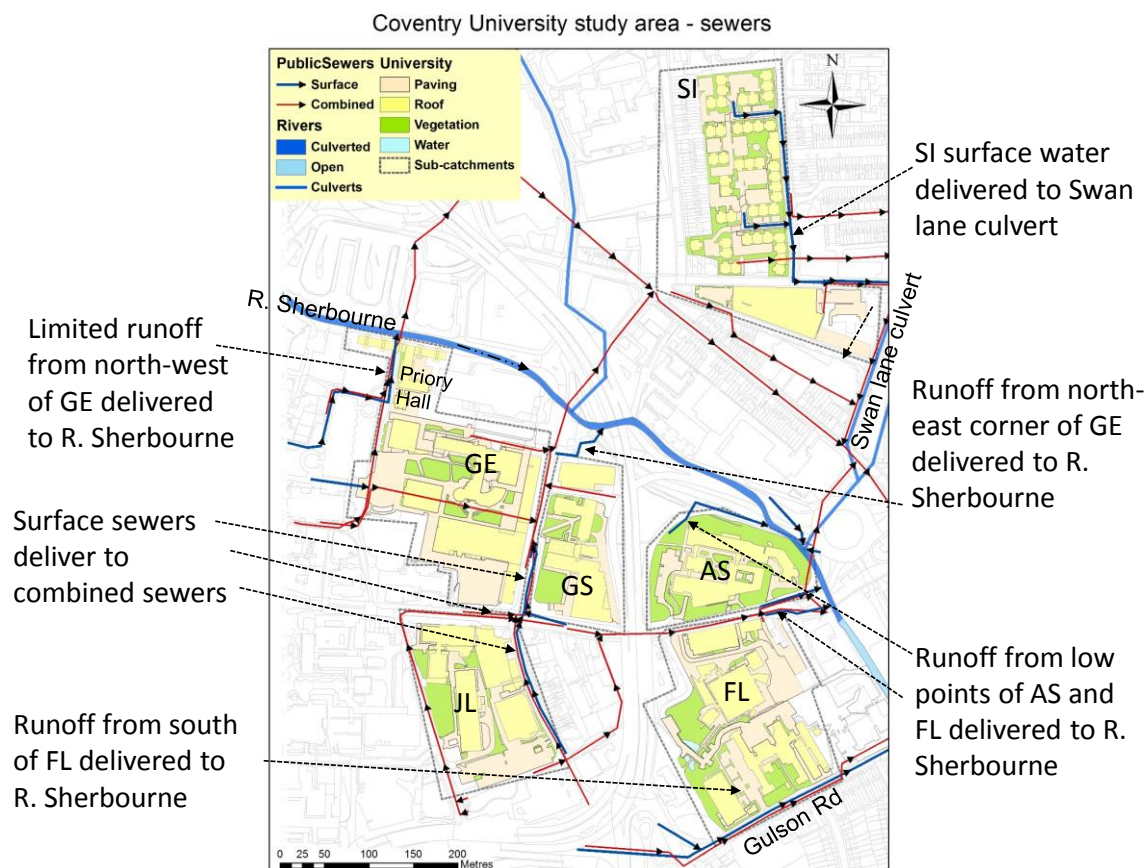 Coventry University study area - sewers
PublicSewers
Surface
Combined
Rivers
Culverted
Open
Culverts
University
Paving
Roof
Vegetation
Water
Sub-catchments
N
SI
SI surface water
delivered to Swan
lane culvert
R. Sherbourne
Limited runoff
from north-west
of GE delivered
to R. Sherbourne
Priory
Hall
Swan lane culvert
Runoff from north-
east corner of GE
delivered to R.
Sherbourne
GE
Surface sewers
deliver to
combined sewers
GS
AS
JL
FL
Runoff from low
points of AS and
FL delivered to R.
Sherbourne
Runoff from south
of FL delivered to
R. Sherbourne
Gulson Rd
0 25 50 100 150 200
Metres